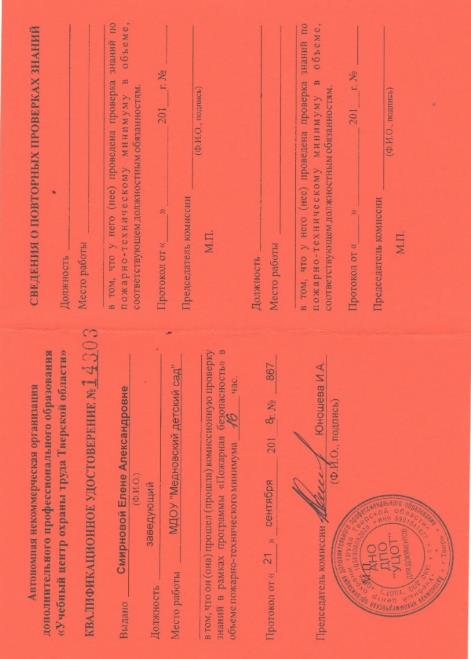 Автономная некоммерческая организация
дополнительного профессионального образования
«Учебный центр охраны труда Тверской области»
КВАЛИФИКАЦИОННОЕ УДОСТОВЕРЕНИЕ №14303
Выдано Смирновой Елене Александровне
(Ф.И.О.)
Должность заведующий
Место работы МДОУ "Медновский детский сад"
в том, что он (она) прошел (прошла) комиссионную проверку
знаний в рамках программы «Пожарная безопасность» в
объеме пожарно-технического минимума 16 час.
Протокол от « 21 » сентября 201 8 г. № 867
Председатель комиссии Юношева И.А.
(Ф.И.О., подпись)
М.П.
АНО
ДПО
"УЦОТ"
СВЕДЕНИЯ О ПОВТОРНЫХ ПРОВЕРКАХ ЗНАНИЙ
Должность
Место работы
в том, что у него (нее) проведена проверка знаний по
пожарно-техническому минимуму в объеме,
соответствующем должностным обязанностям.
Протокол от « » 201 г. №
Председатель комиссии
(Ф.И.О., подпись)
М.П.
Должность
Место работы
в том, что у него (нее) проведена проверка знаний по
пожарно-техническому минимуму в объеме,
соответствующем должностным обязанностям.
Протокол от « » 201 г. №
Председатель комиссии
(Ф.И.О., подпись)
М.П.